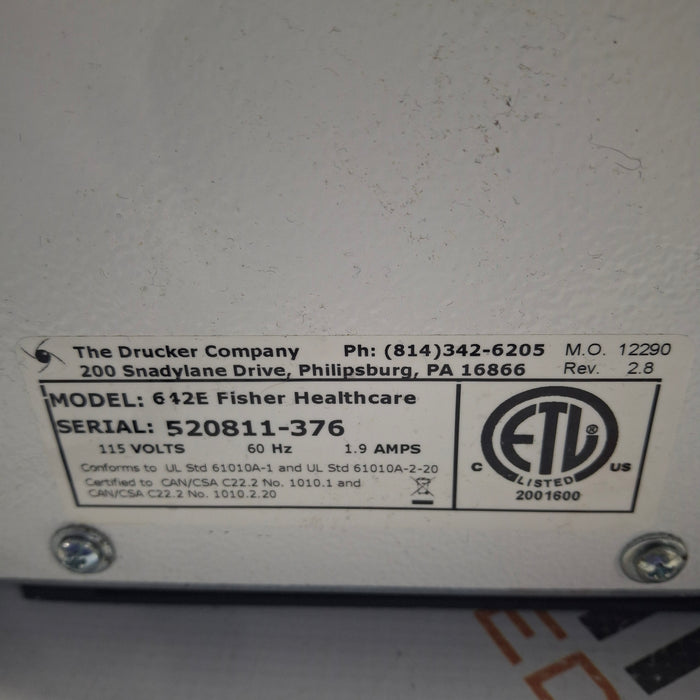 The Drucker Company Ph: (814)342-6205 M.O. 12290
200 Snadylane Drive, Philipsburg, PA 16866 Rev. 2.8
MODEL: 642E Fisher Healthcare
SERIAL: 520811-376
115 VOLTS 60 Hz 1.9 AMPS
Conforms to UL Std 61010A-1 and UL Std 61010A-2-20
Certified to CAN/CSA C22.2 No. 1010.1 and
CAN/CSA C22.2 No. 1010.2.20
ETL ®
C LISTED US
2001600